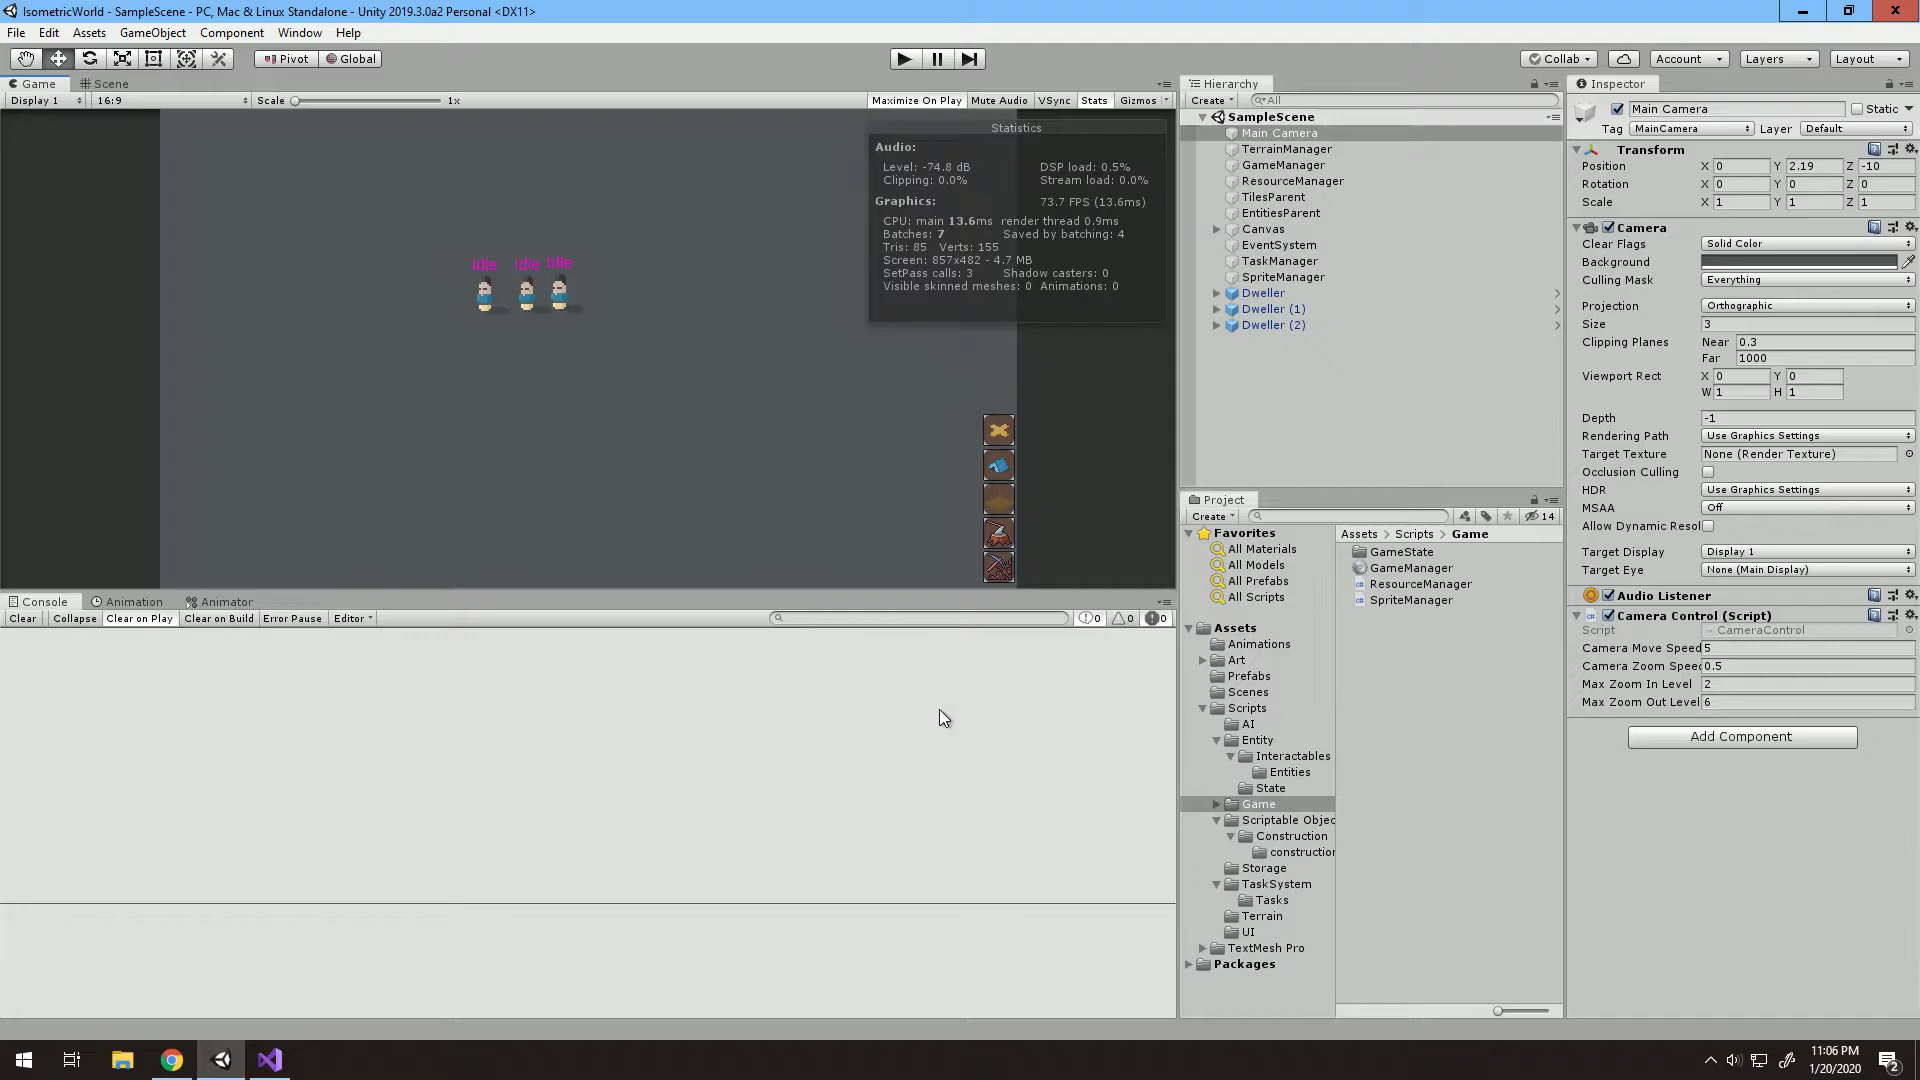 IsometricWorld - SampleScene - PC, Mac & Linux Standalone - Unity 2019.3.0a2 Personal <DX11>
File Edit Assets GameObject Component Window Help
Pivot Global
Collab Account Layers Layout
Game Scene
Display 1 16:9 Scale 1x Maximize On Play Mute Audio VSync Stats Gizmos
Statistics
Audio:
Level: -74.8 dB DSP load: 0.5%
Clipping: 0.0% Stream load: 0.0%
Graphics: 73.7 FPS (13.6ms)
CPU: main 13.6ms render thread 0.9ms
Batches: 7 Saved by batching: 4
Tris: 85 Verts: 155
Screen: 857x482 - 4.7 MB
SetPass calls: 3 Shadow casters: 0
Visible skinned meshes: 0 Animations: 0
Idle Idle Idle
Console Animation Animator
Clear Collapse Clear on Play Clear on Build Error Pause Editor 0 0 0
Hierarchy
Create All
SampleScene
Main Camera
TerrainManager
GameManager
ResourceManager
TilesParent
EntitiesParent
Canvas
EventSystem
TaskManager
SpriteManager
Dweller
Dweller (1)
Dweller (2)
Project
Create 14
Favorites
All Materials
All Models
All Prefabs
All Scripts
Assets
Animations
Art
Prefabs
Scenes
Scripts
AI
Entity
Interactables
Entities
State
Game
Scriptable Objec
Construction
construction
Storage
TaskSystem
Tasks
Terrain
UI
TextMesh Pro
Packages
Assets > Scripts > Game
GameState
GameManager
ResourceManager
SpriteManager
Inspector
Main Camera Static
Tag MainCamera Layer Default
Transform
Position X 0 Y 2.19 Z -10
Rotation X 0 Y 0 Z 0
Scale X 1 Y 1 Z 1
Camera
Clear Flags Solid Color
Background
Culling Mask Everything
Projection Orthographic
Size 3
Clipping Planes Near 0.3
Far 1000
Viewport Rect X 0 Y 0
W 1 H 1
Depth -1
Rendering Path Use Graphics Settings
Target Texture None (Render Texture)
Occlusion Culling
HDR Use Graphics Settings
MSAA Off
Allow Dynamic Resol
Target Display Display 1
Target Eye None (Main Display)
Audio Listener
Camera Control (Script)
Script CameraControl
Camera Move Speed 5
Camera Zoom Spee 0.5
Max Zoom In Level 2
Max Zoom Out Level 6
Add Component
11:06 PM
1/20/2020
2